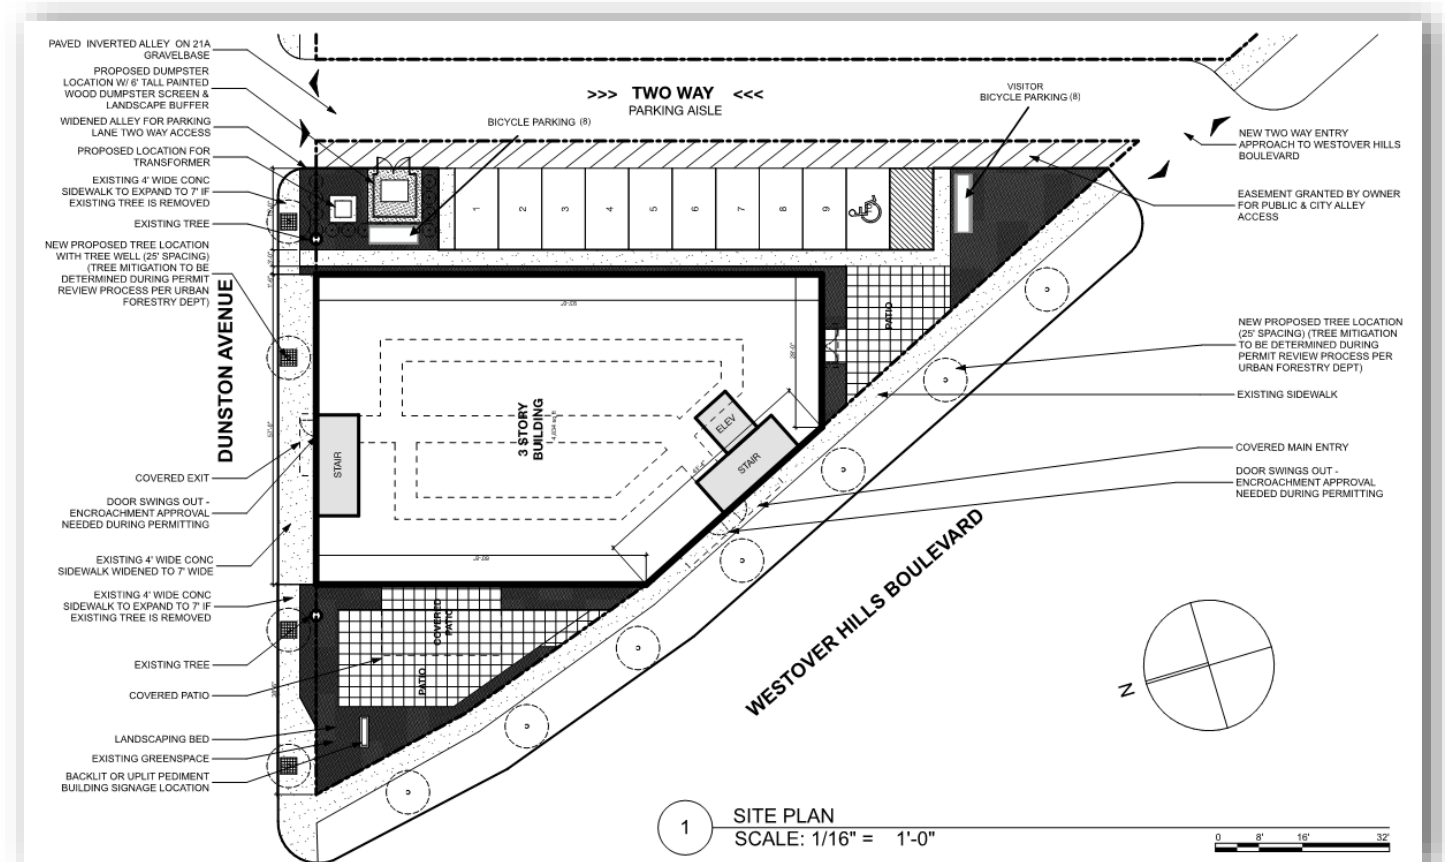 PAVED INVERTED ALLEY ON 21A
GRAVELBASE
PROPOSED DUMPSTER
LOCATION W/ 6' TALL PAINTED
WOOD DUMPSTER SCREEN &
LANDSCAPE BUFFER
WIDENED ALLEY FOR PARKING
LANE TWO WAY ACCESS
PROPOSED LOCATION FOR
TRANSFORMER
EXISTING 4' WIDE CONC
SIDEWALK TO EXPAND TO 7' IF
EXISTING TREE IS REMOVED
EXISTING TREE
NEW PROPOSED TREE LOCATION
WITH TREE WELL (25' SPACING)
(TREE MITIGATION TO BE
DETERMINED DURING PERMIT
REVIEW PROCESS PER URBAN
FORESTRY DEPT)
COVERED EXIT
DOOR SWINGS OUT -
ENCROACHMENT APPROVAL
NEEDED DURING PERMITTING
EXISTING 4' WIDE CONC
SIDEWALK WIDENED TO 7' WIDE
EXISTING 4' WIDE CONC
SIDEWALK TO EXPAND TO 7' IF
EXISTING TREE IS REMOVED
EXISTING TREE
COVERED PATIO
LANDSCAPING BED
EXISTING GREENSPACE
BACKLIT OR UPLIT PEDIMENT
BUILDING SIGNAGE LOCATION
DUNSTON AVENUE
>>> TWO WAY <<<
PARKING AISLE
BICYCLE PARKING (8)
VISITOR
BICYCLE PARKING (8)
1
2
3
4
5
6
7
8
9
PATIO
3 STORY
BUILDING
STAIR
ELEV
STAIR
COVERED
PATIO
PATIO
WESTOVER HILLS BOULEVARD
NEW TWO WAY ENTRY
APPROACH TO WESTOVER HILLS
BOULEVARD
EASEMENT GRANTED BY OWNER
FOR PUBLIC & CITY ALLEY
ACCESS
NEW PROPOSED TREE LOCATION
(25' SPACING) (TREE MITIGATION
TO BE DETERMINED DURING
PERMIT REVIEW PROCESS PER
URBAN FORESTRY DEPT)
EXISTING SIDEWALK
COVERED MAIN ENTRY
DOOR SWINGS OUT -
ENCROACHMENT APPROVAL
NEEDED DURING PERMITTING
N
1
SITE PLAN
SCALE: 1/16" = 1'-0"
0 8' 16' 32'